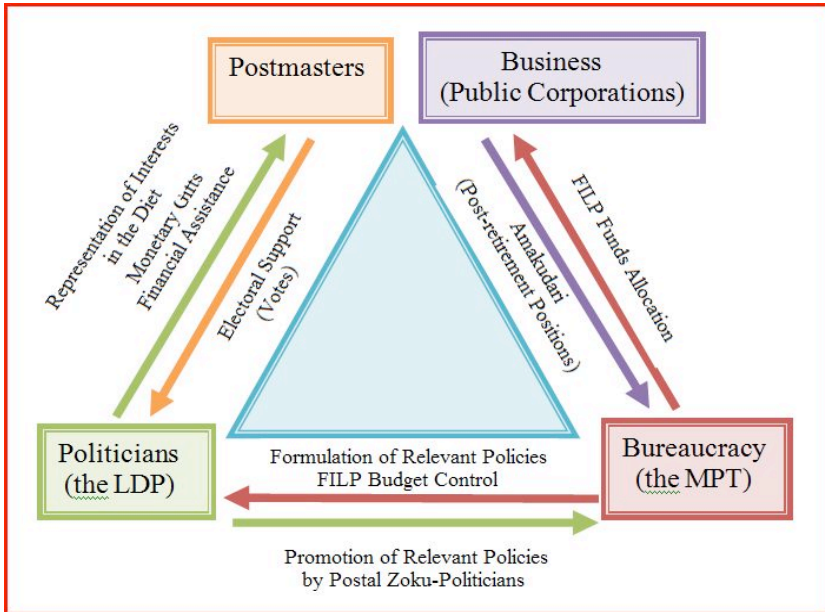 Postmasters
Business
(Public Corporations)
Representation of Interests
in the Diet
Monetary Gifts
Financial Assistance
Electoral Support
(Votes)
Amakudari
(Post-retirement Positions)
FILP Funds Allocation
Politicians
(the LDP)
Formulation of Relevant Policies
FILP Budget Control
Bureaucracy
(the MPT)
Promotion of Relevant Policies
by Postal Zoku-Politicians